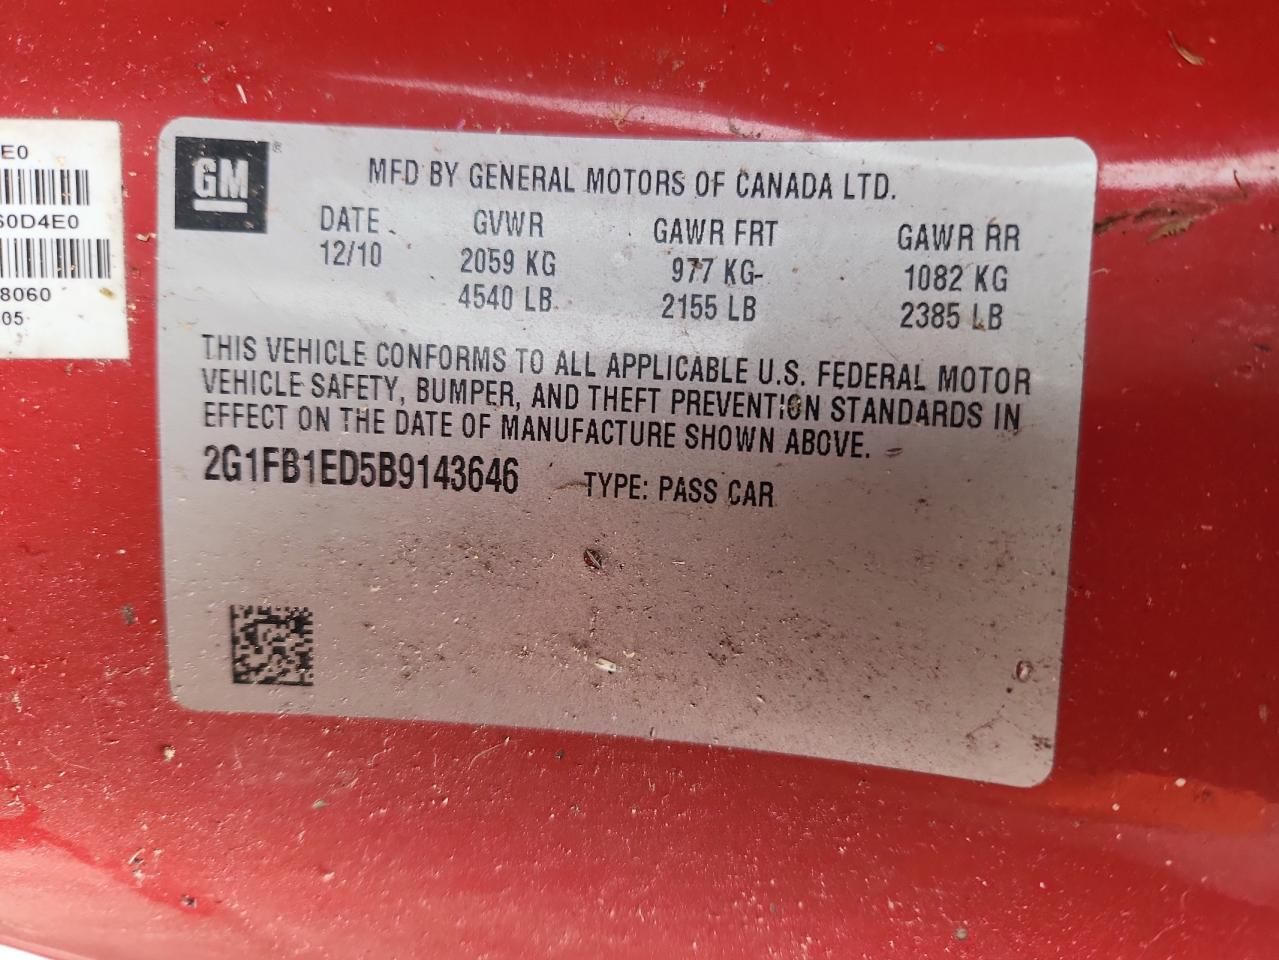 E0
S0D4E0
8060
05
GM
MFD BY GENERAL MOTORS OF CANADA LTD.
DATE GVWR GAWR FRT GAWR RR
12/10 2059 KG 977 KG 1082 KG
4540 LB 2155 LB 2385 LB
THIS VEHICLE CONFORMS TO ALL APPLICABLE U.S. FEDERAL MOTOR
VEHICLE SAFETY, BUMPER, AND THEFT PREVENTION STANDARDS IN
EFFECT ON THE DATE OF MANUFACTURE SHOWN ABOVE.
2G1FB1ED5B9143646 TYPE: PASS CAR